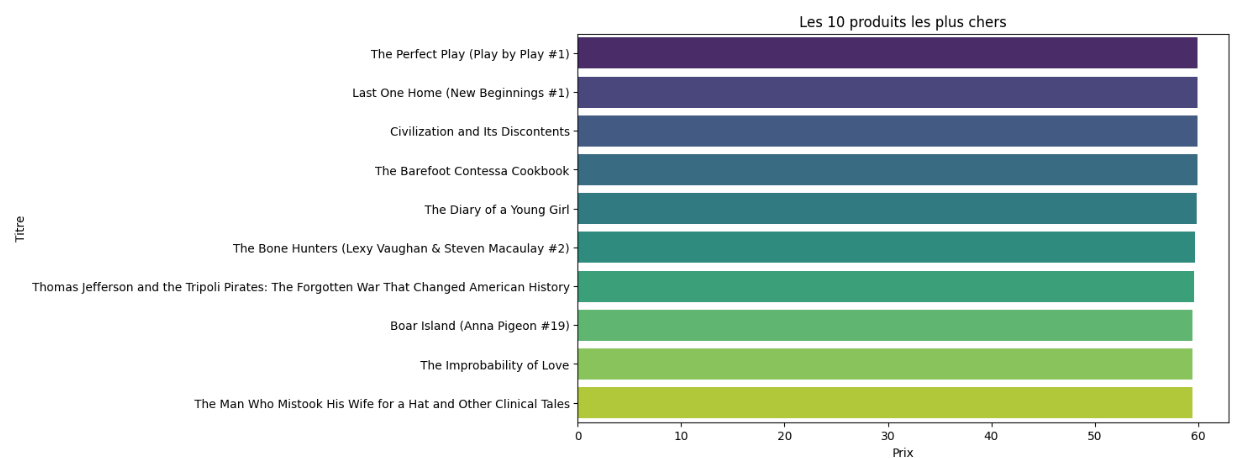 Les 10 produits les plus chers
Titre
The Perfect Play (Play by Play #1)
Last One Home (New Beginnings #1)
Civilization and Its Discontents
The Barefoot Contessa Cookbook
The Diary of a Young Girl
The Bone Hunters (Lexy Vaughan & Steven Macaulay #2)
Thomas Jefferson and the Tripoli Pirates: The Forgotten War That Changed American History
Boar Island (Anna Pigeon #19)
The Improbability of Love
The Man Who Mistook His Wife for a Hat and Other Clinical Tales
0 10 20 30 40 50 60
Prix